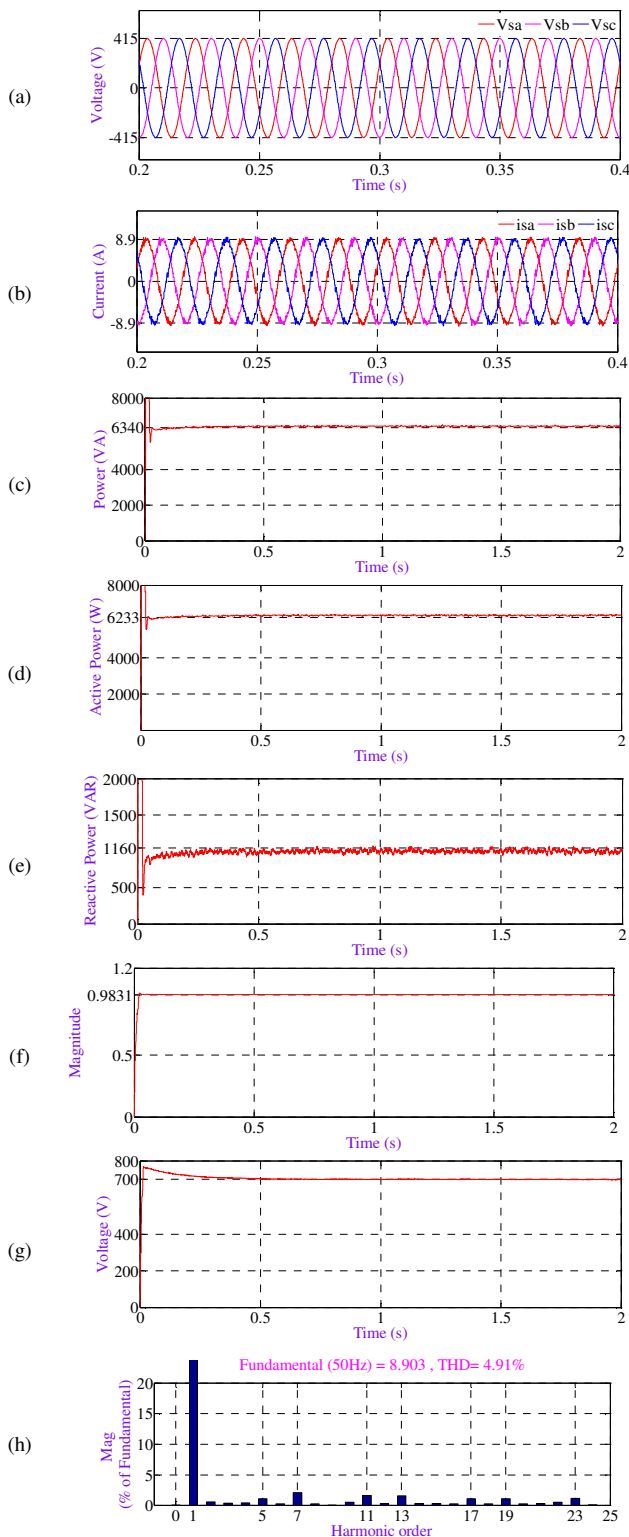 (a)
Voltage (V)
415
0
-415
Vsa Vsb Vsc
0.2 0.25 0.3 0.35 0.4
Time (s)
(b)
Current (A)
8.9
0
-8.9
isa isb isc
0.2 0.25 0.3 0.35 0.4
Time (s)
(c)
Power (VA)
8000
6340
4000
2000
0
0 0.5 1 1.5 2
Time (s)
(d)
Active Power (W)
8000
6233
4000
2000
0 0.5 1 1.5 2
Time (s)
(e)
Reactive Power (VAR)
2000
1500
1160
500
0
0 0.5 1 1.5 2
Time (s)
(f)
Magnitude
1.2
0.9831
0.5
0
0 0.5 1 1.5 2
Time (s)
(g)
Voltage (V)
800
700
400
200
0
0 0.5 1 1.5 2
Time (s)
(h)
Mag
(% of Fundamental)
Fundamental (50Hz) = 8.903 , THD= 4.91%
20
15
10
5
0
0 1 5 7 11 13 17 19 23 25
Harmonic order